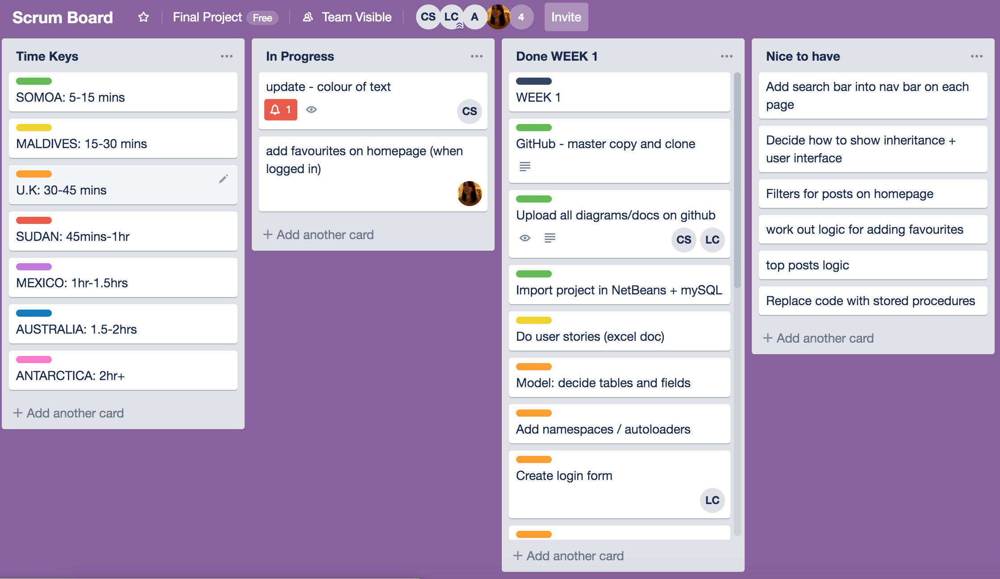 Scrum Board
Final Project Free
Team Visible
CS LC A 4
Invite
Time Keys
SOMOA: 5-15 mins
MALDIVES: 15-30 mins
U.K: 30-45 mins
SUDAN: 45mins-1hr
MEXICO: 1hr-1.5hrs
AUSTRALIA: 1.5-2hrs
ANTARCTICA: 2hr+
+ Add another card
In Progress
update - colour of text
1
CS
add favourites on homepage (when
logged in)
+ Add another card
Done WEEK 1
WEEK 1
GitHub - master copy and clone
Upload all diagrams/docs on github
CS LC
Import project in NetBeans + mySQL
Do user stories (excel doc)
Model: decide tables and fields
Add namespaces / autoloaders
Create login form
LC
+ Add another card
Nice to have
Add search bar into nav bar on each
page
Decide how to show inheritance +
user interface
Filters for posts on homepage
work out logic for adding favourites
top posts logic
Replace code with stored procedures
+ Add another card